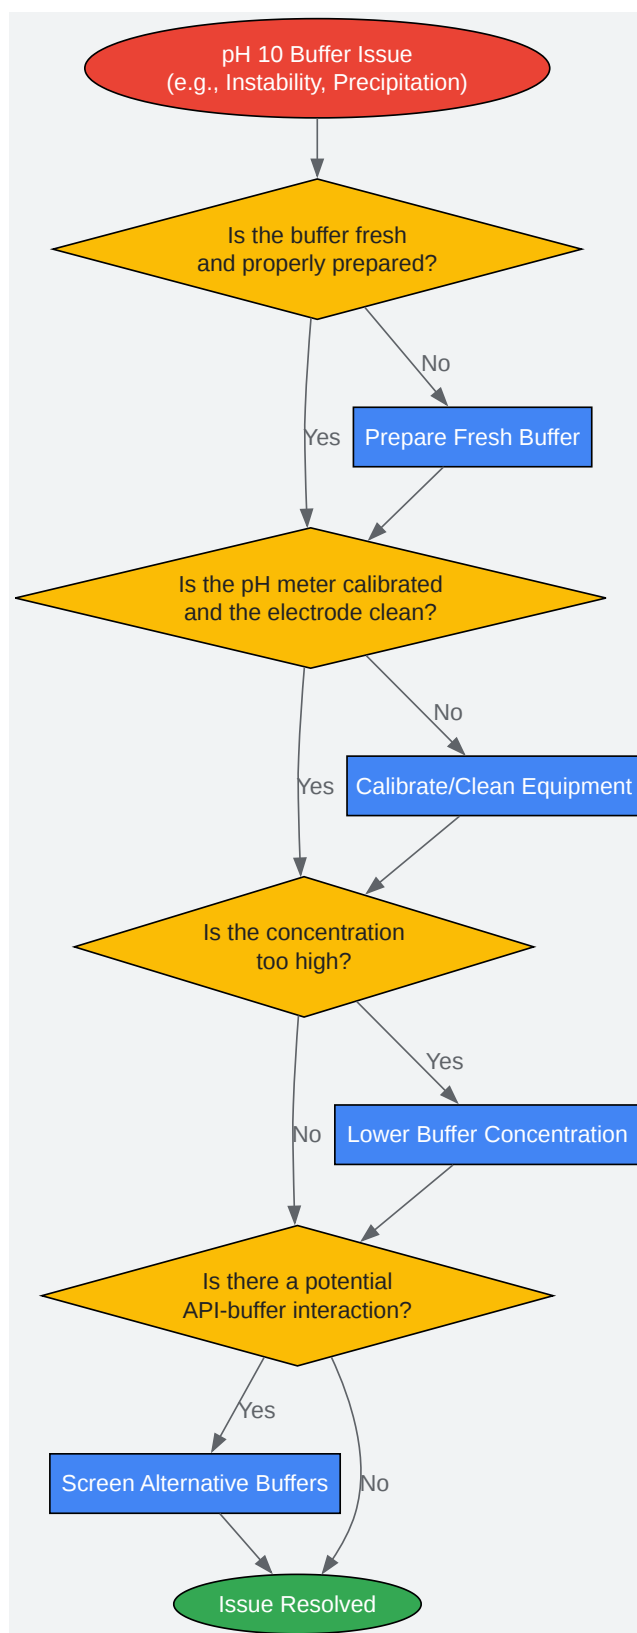 pH 10 Buffer Issue
(e.g., Instability, Precipitation)
Is the buffer fresh
and properly prepared?
No
Yes
Prepare Fresh Buffer
Is the pH meter calibrated
and the electrode clean?
No
Yes
Calibrate/Clean Equipment
Is the concentration
too high?
Yes
No
Lower Buffer Concentration
Is there a potential
API-buffer interaction?
Yes
Screen Alternative Buffers
No
Issue Resolved